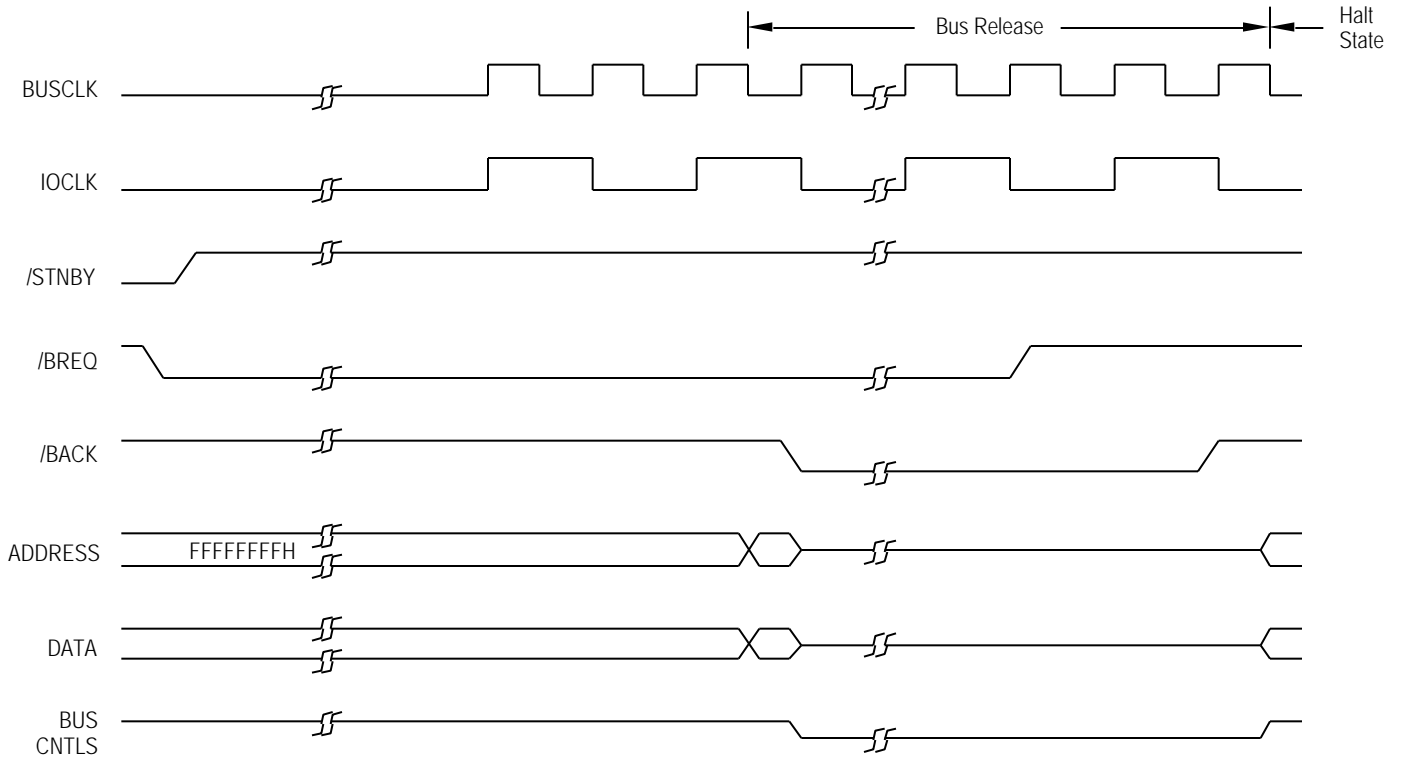 Bus Release
Halt
State
BUSCLK
IOCLK
/STNBY
/BREQ
/BACK
ADDRESS
FFFFFFFFH
DATA
BUS
CNTLS